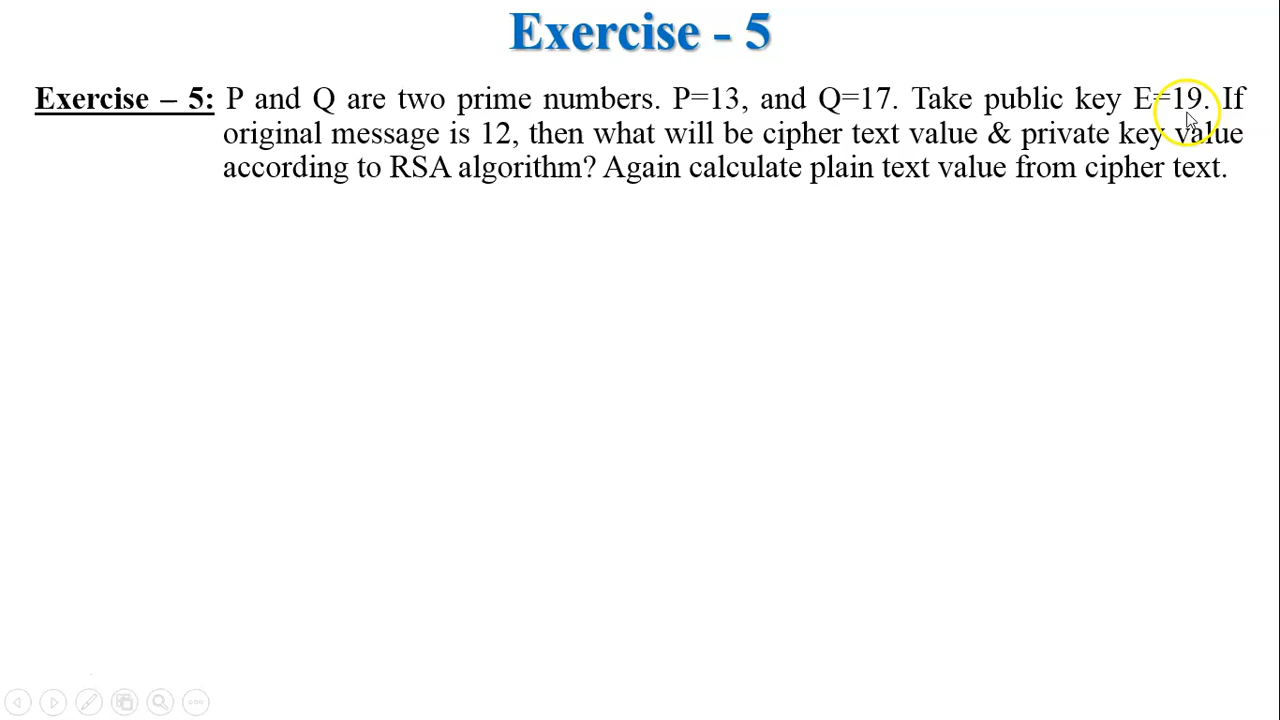 Exercise - 5
Exercise – 5: P and Q are two prime numbers. P=13, and Q=17. Take public key E=19. If
original message is 12, then what will be cipher text value & private key value
according to RSA algorithm? Again calculate plain text value from cipher text.